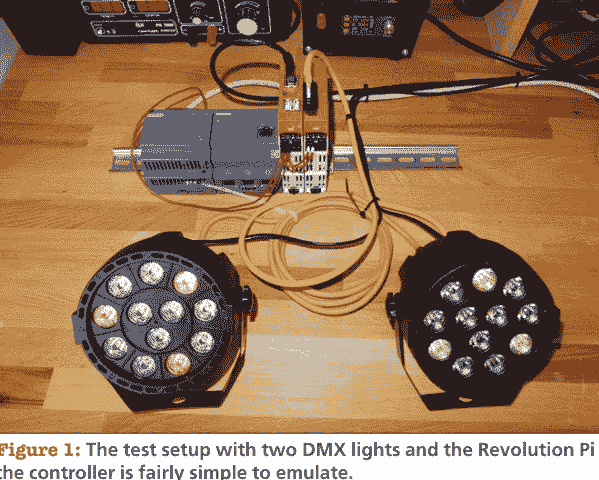 Figure 1: The test setup with two DMX lights and the Revolution Pi
the controller is fairly simple to emulate.